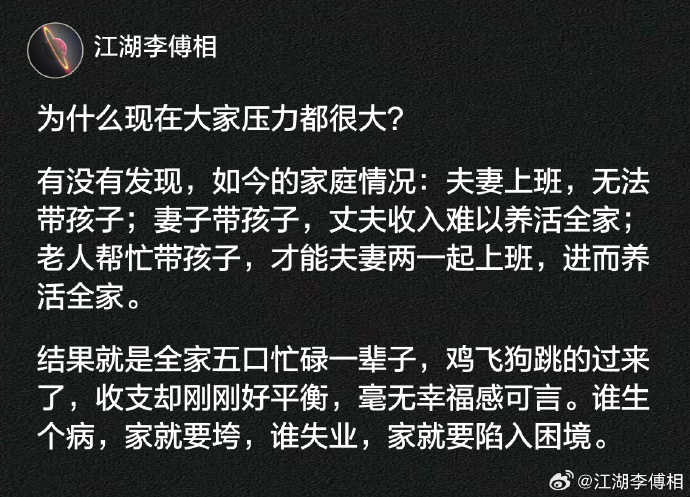 江湖李傅相
为什么现在大家压力都很大?
有没有发现，如今的家庭情况：夫妻上班，无法
带孩子；妻子带孩子，丈夫收入难以养活全家；
老人帮忙带孩子，才能夫妻两一起上班，进而养
活全家。
结果就是全家五口忙碌一辈子，鸡飞狗跳的过来
了，收支却刚刚好平衡，毫无幸福感可言。谁生
个病，家就要垮，谁失业，家就要陷入困境。
@江湖李傅相